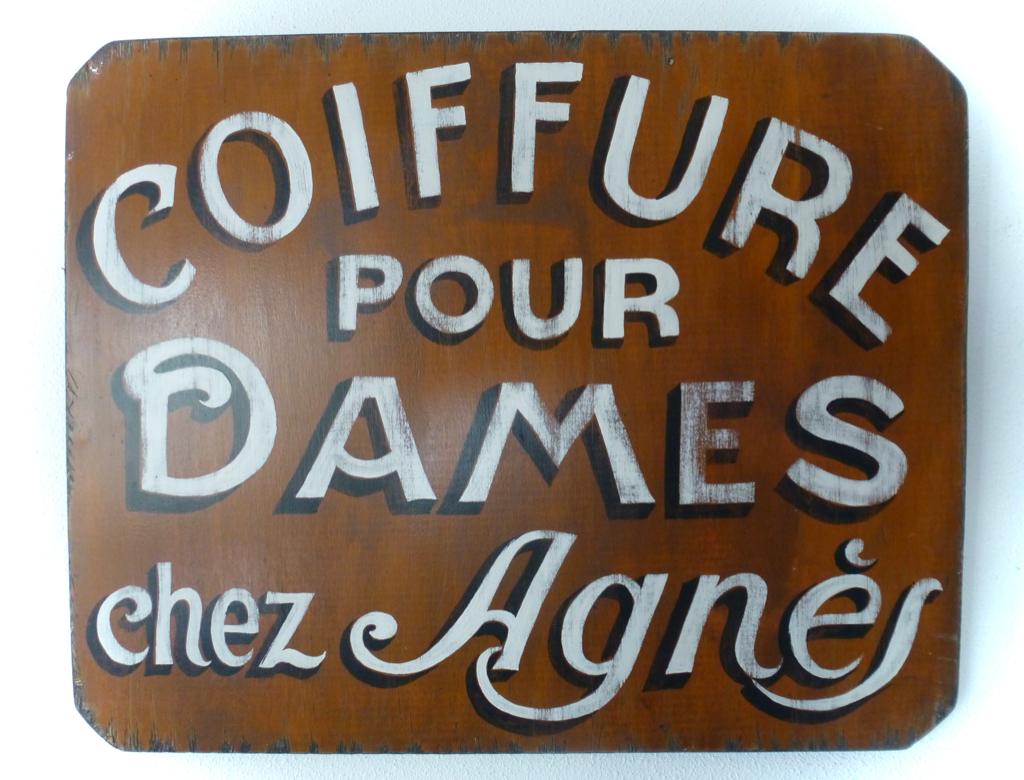 COIFFURE
POUR
DAMES
chez Agnès